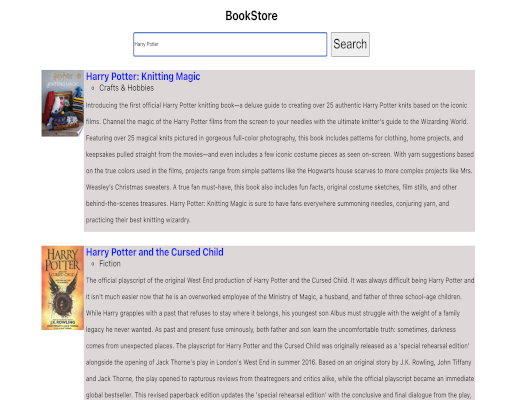 BookStore
Harry Potter
Search
Harry Potter: Knitting Magic
Crafts & Hobbies
Introducing the first official Harry Potter knitting book—a deluxe guide to creating over 25 authentic Harry Potter knits based on the iconic
films. Channel the magic of the Harry Potter films from the screen to your needles with the ultimate knitter's guide to the Wizarding World.
Featuring over 25 magical knits pictured in gorgeous full-color photography, this book includes patterns for clothing, home projects, and
keepsakes pulled straight from the movies—and even includes a few iconic costume pieces as seen on-screen. With yarn suggestions based
on the true colors used in the films, projects range from simple patterns like the Hogwarts house scarves to more complex projects like Mrs.
Weasley's Christmas sweaters. A true fan must-have, this book also includes fun facts, original costume sketches, film stills, and other
behind-the-scenes treasures. Harry Potter: Knitting Magic is sure to have fans everywhere summoning needles, conjuring yarn, and
practicing their best knitting wizardry.
HARRY
POTTER
J.K. ROWLING
Harry Potter and the Cursed Child
Fiction
The official playscript of the original West End production of Harry Potter and the Cursed Child. It was always difficult being Harry Potter and
it isn't much easier now that he is an overworked employee of the Ministry of Magic, a husband, and father of three school-age children.
While Harry grapples with a past that refuses to stay where it belongs, his youngest son Albus must struggle with the weight of a family
legacy he never wanted. As past and present fuse ominously, both father and son learn the uncomfortable truth: sometimes, darkness
comes from unexpected places. The playscript for Harry Potter and the Cursed Child was originally released as a 'special rehearsal edition'
alongside the opening of Jack Thorne's play in London's West End in summer 2016. Based on an original story by J.K. Rowling, John Tiffany
and Jack Thorne, the play opened to rapturous reviews from theatregoers and critics alike, while the official playscript became an immediate
global bestseller. This revised paperback edition updates the 'special rehearsal edition' with the conclusive and final dialogue from the play,